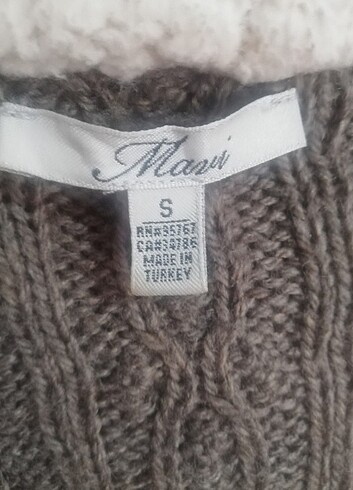 Mavi
S
RN#95767
CA#34786
MADE IN
TURKEY